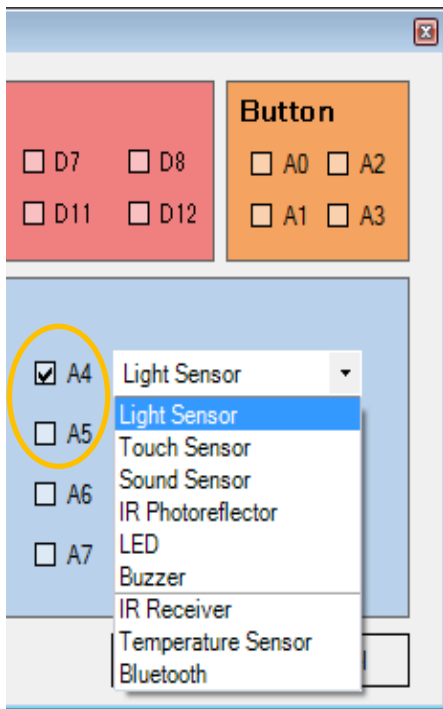 Button
D7 D8 A0 A2
D11 D12 A1 A3
A4 Light Sensor
Light Sensor
A5
Touch Sensor
Sound Sensor
A6
IR Photoreflector
LED
A7
Buzzer
IR Receiver
Temperature Sensor
Bluetooth